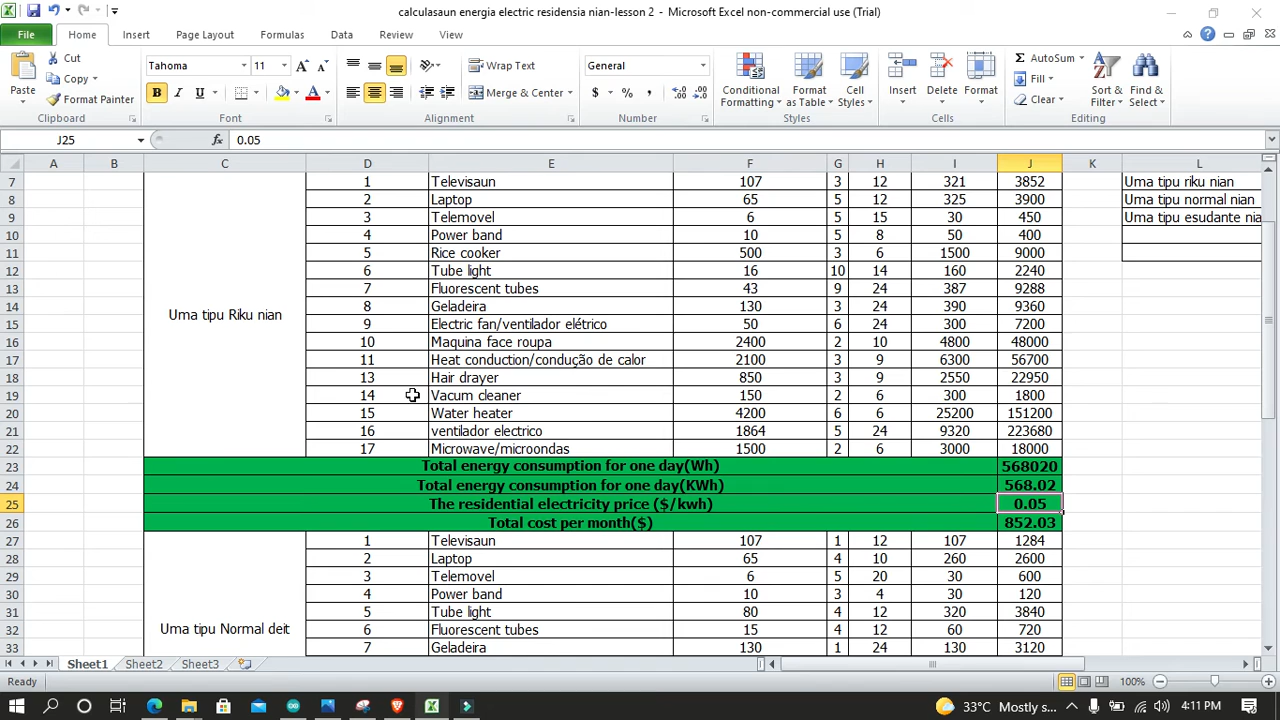 calculasaun energia electric residensia nian-lesson 2 - Microsoft Excel non-commercial use (Trial)
File Home Insert Page Layout Formulas Data Review View
Cut
Copy
Format Painter
Paste
Clipboard
Tahoma 11
B I U
Font
Wrap Text
Merge & Center
Alignment
General
$ % ,
Number
Conditional Formatting
Format as Table
Cell Styles
Styles
Insert Delete Format
Cells
AutoSum
Fill
Clear
Sort & Filter
Find & Select
Editing
J25 fx 0.05
A B C D E F G H I J K L
7 1 Televisaun 107 3 12 321 3852 Uma tipu riku nian
8 2 Laptop 65 5 12 325 3900 Uma tipu normal nian
9 3 Telemovel 6 5 15 30 450 Uma tipu esudante nia
10 4 Power band 10 5 8 50 400
11 5 Rice cooker 500 3 6 1500 9000
12 6 Tube light 16 10 14 160 2240
13 7 Fluorescent tubes 43 9 24 387 9288
14 8 Geladeira 130 3 24 390 9360
Uma tipu Riku nian
15 9 Electric fan/ventilador elétrico 50 6 24 300 7200
16 10 Maquina face roupa 2400 2 10 4800 48000
17 11 Heat conduction/condução de calor 2100 3 9 6300 56700
18 13 Hair drayer 850 3 9 2550 22950
19 14 Vacum cleaner 150 2 6 300 1800
20 15 Water heater 4200 6 6 25200 151200
21 16 ventilador electrico 1864 5 24 9320 223680
22 17 Microwave/microondas 1500 2 6 3000 18000
23 Total energy consumption for one day(Wh) 568020
24 Total energy consumption for one day(KWh) 568.02
25 The residential electricity price ($/kwh) 0.05
26 Total cost per month($) 852.03
27 1 Televisaun 107 1 12 107 1284
28 2 Laptop 65 4 10 260 2600
29 3 Telemovel 6 5 20 30 600
30 4 Power band 10 3 4 30 120
31 5 Tube light 80 4 12 320 3840
32 Uma tipu Normal deit 6 Fluorescent tubes 15 4 12 60 720
33 7 Geladeira 130 1 24 130 3120
Sheet1 Sheet2 Sheet3
Ready 100%
33°C Mostly s... 4:11 PM